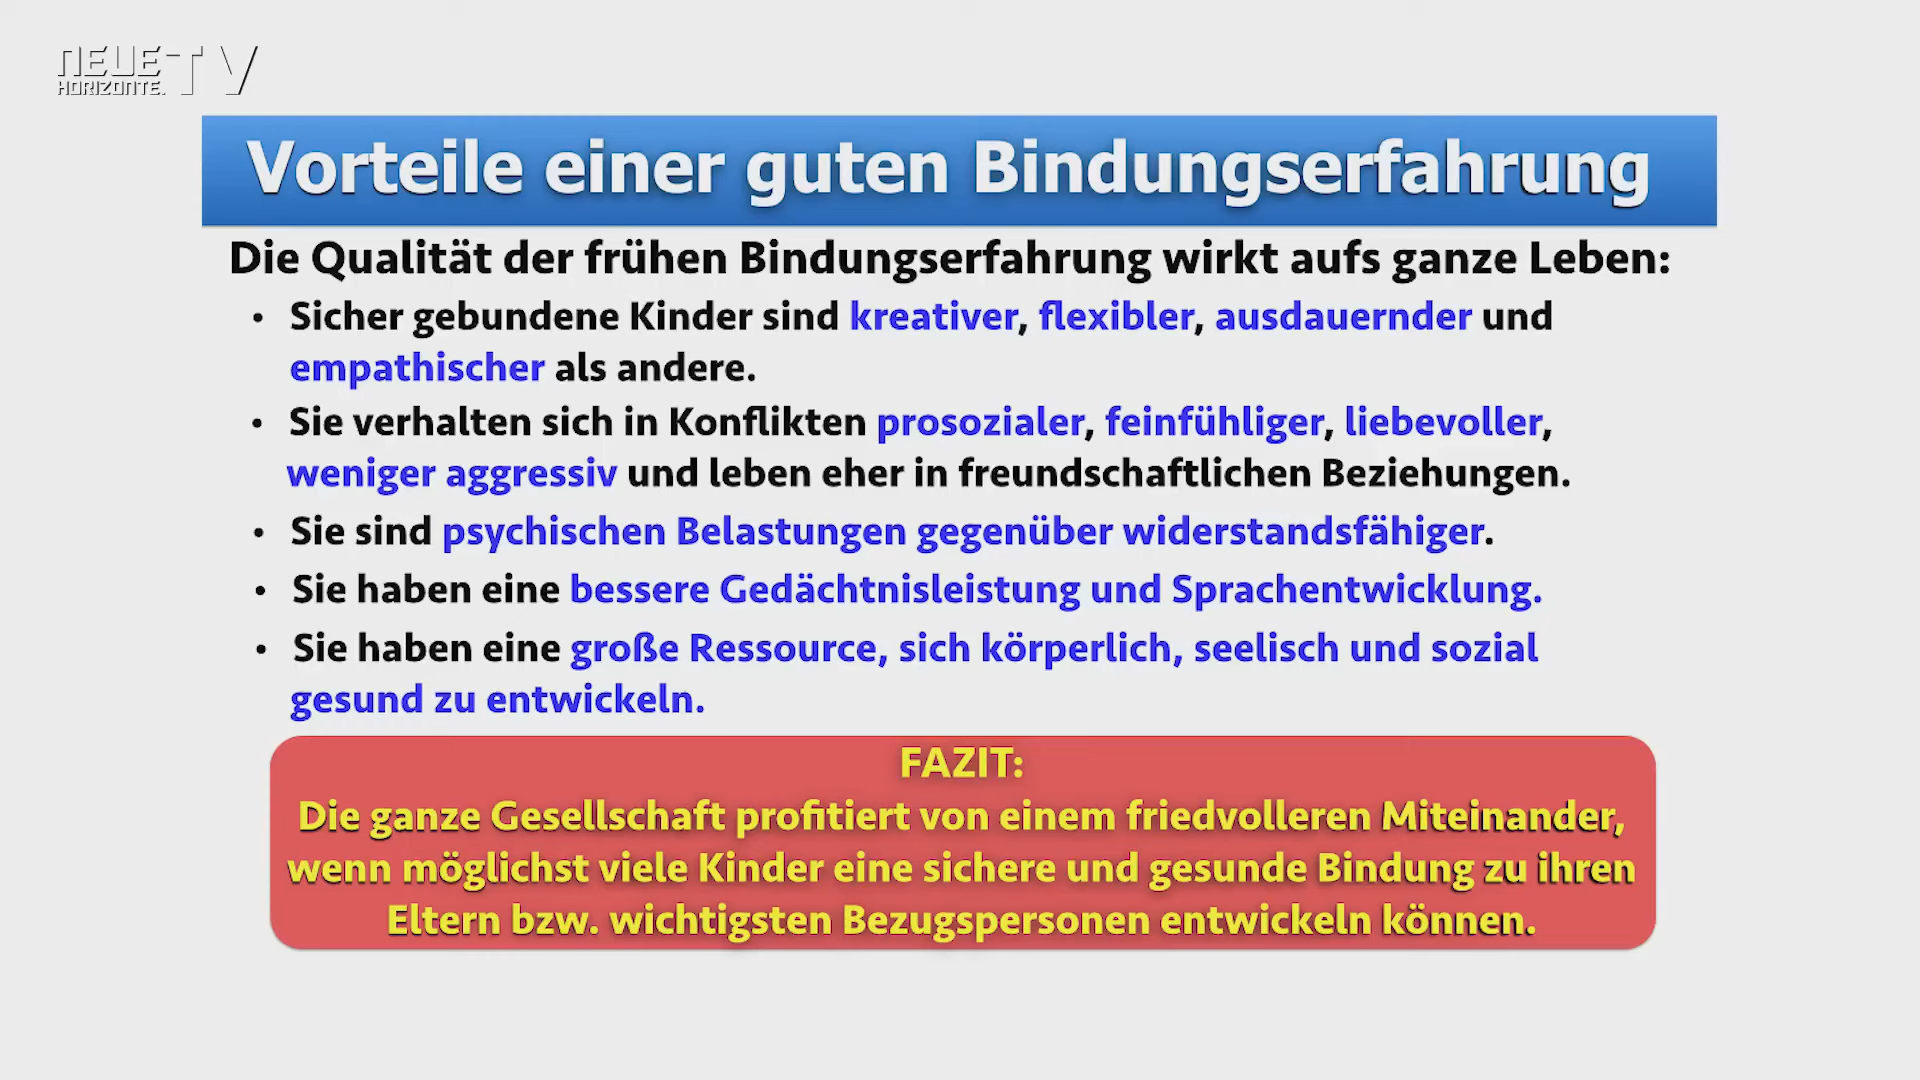 NEUE TV
HORIZONTE.
Vorteile einer guten Bindungserfahrung
Die Qualität der frühen Bindungserfahrung wirkt aufs ganze Leben:
• Sicher gebundene Kinder sind kreativer, flexibler, ausdauernder und
empathischer als andere.
• Sie verhalten sich in Konflikten prosozialer, feinfühliger, liebevoller,
weniger aggressiv und leben eher in freundschaftlichen Beziehungen.
• Sie sind psychischen Belastungen gegenüber widerstandsfähiger.
• Sie haben eine bessere Gedächtnisleistung und Sprachentwicklung.
• Sie haben eine große Ressource, sich körperlich, seelisch und sozial
gesund zu entwickeln.
FAZIT:
Die ganze Gesellschaft profitiert von einem friedvolleren Miteinander,
wenn möglichst viele Kinder eine sichere und gesunde Bindung zu ihren
Eltern bzw. wichtigsten Bezugspersonen entwickeln können.